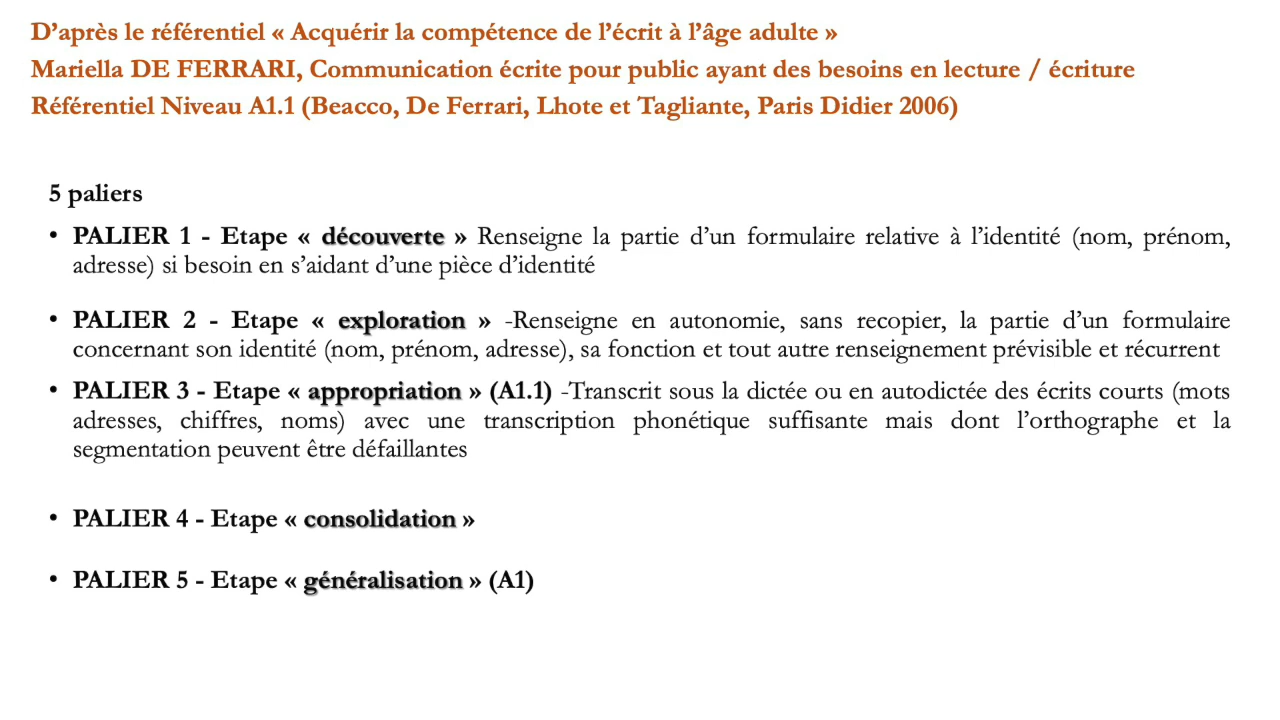 D’après le référentiel « Acquérir la compétence de l’écrit à l’âge adulte »
Mariella DE FERRARI, Communication écrite pour public ayant des besoins en lecture / écriture
Référentiel Niveau A1.1 (Beacco, De Ferrari, Lhote et Tagliante, Paris Didier 2006)
5 paliers
• PALIER 1 - Etape « découverte » Renseigne la partie d’un formulaire relative à l’identité (nom, prénom,
adresse) si besoin en s’aidant d’une pièce d’identité
• PALIER 2 - Etape « exploration » -Renseigne en autonomie, sans recopier, la partie d’un formulaire
concernant son identité (nom, prénom, adresse), sa fonction et tout autre renseignement prévisible et récurrent
• PALIER 3 - Etape « appropriation » (A1.1) -Transcrit sous la dictée ou en autodictée des écrits courts (mots
adresses, chiffres, noms) avec une transcription phonétique suffisante mais dont l’orthographe et la
segmentation peuvent être défaillantes
• PALIER 4 - Etape « consolidation »
• PALIER 5 - Etape « généralisation » (A1)